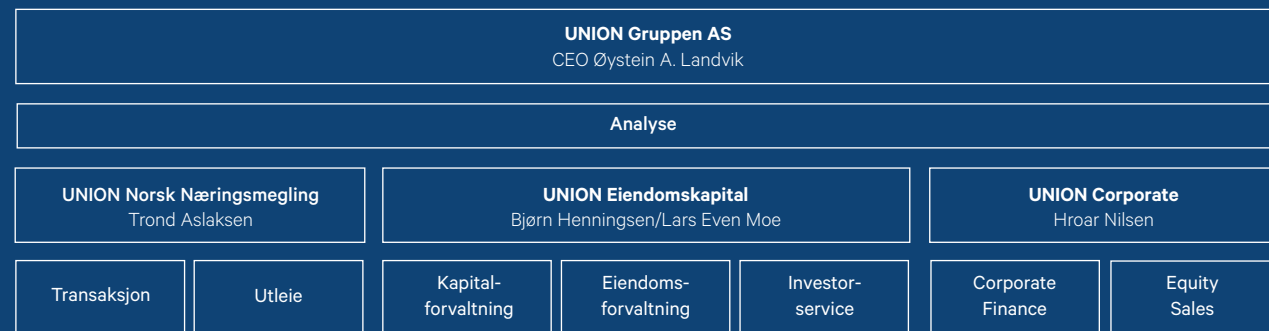 UNION Gruppen AS
CEO Øystein A. Landvik
Analyse
UNION Norsk Næringsmegling
Trond Aslaksen
UNION Eiendomskapital
Bjørn Henningsen/Lars Even Moe
UNION Corporate
Hroar Nilsen
Transaksjon
Utleie
Kapital-
forvaltning
Eiendoms-
forvaltning
Investor-
service
Corporate
Finance
Equity
Sales